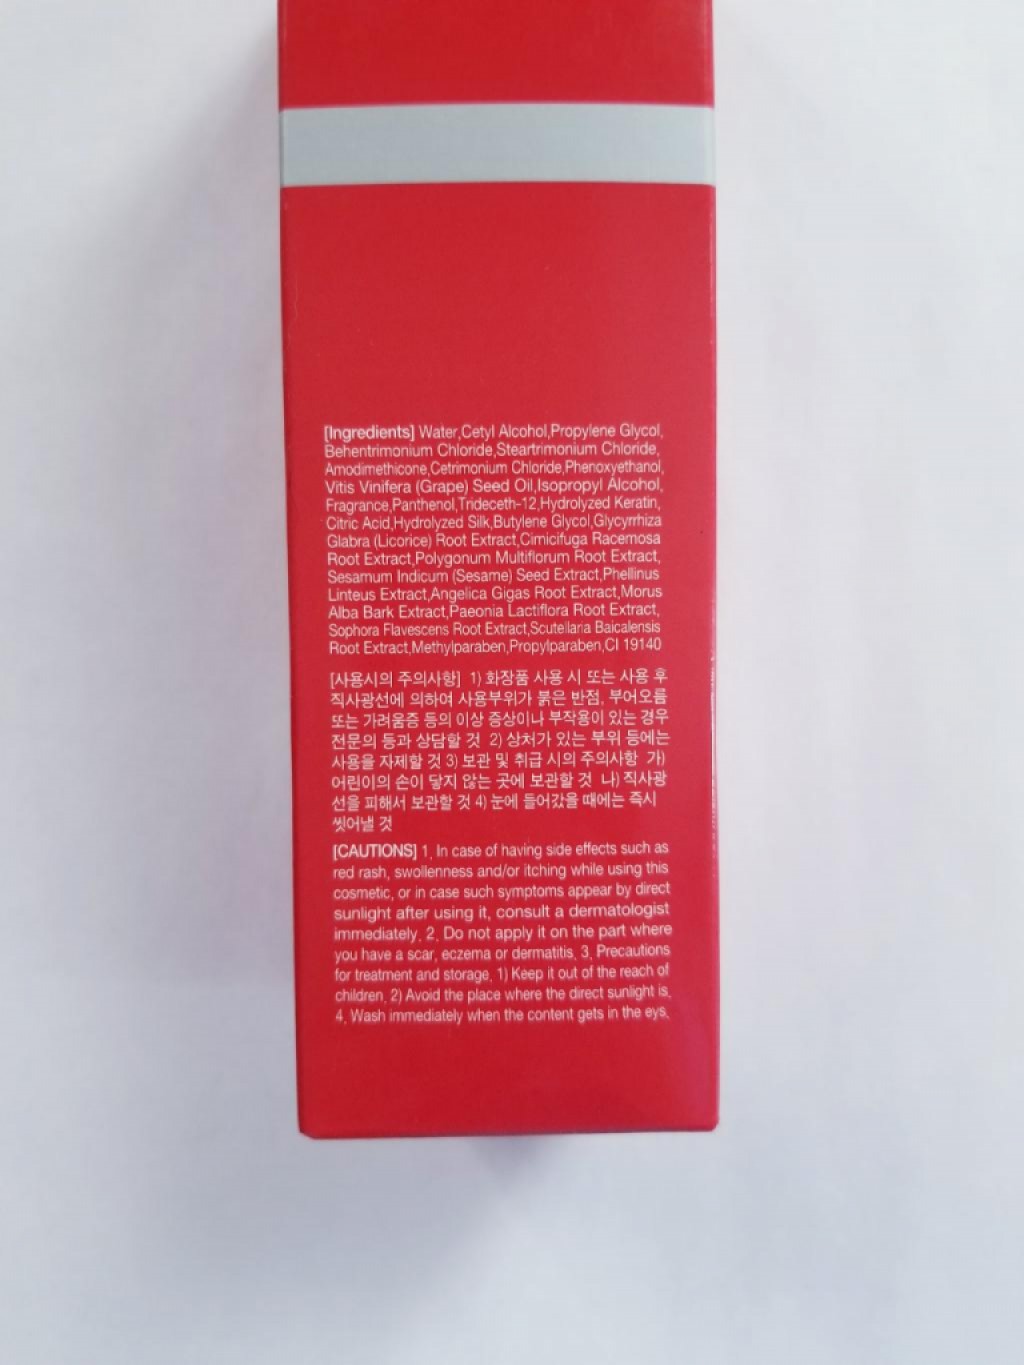 [Ingredients] Water,Cetyl Alcohol,Propylene Glycol,
Behentrimonium Chloride,Steartrimonium Chloride,
Amodimethicone,Cetrimonium Chloride,Phenoxyethanol,
Vitis Vinifera (Grape) Seed Oil,Isopropyl Alcohol,
Fragrance,Panthenol,Trideceth-12,Hydrolyzed Keratin,
Citric Acid,Hydrolyzed Silk,Butylene Glycol,Glycyrrhiza
Glabra (Licorice) Root Extract,Cimicifuga Racemosa
Root Extract,Polygonum Multiflorum Root Extract,
Sesamum Indicum (Sesame) Seed Extract,Phellinus
Linteus Extract,Angelica Gigas Root Extract,Morus
Alba Bark Extract,Paeonia Lactiflora Root Extract,
Sophora Flavescens Root Extract,Scutellaria Baicalensis
Root Extract,Methylparaben,Propylparaben,CI 19140
[사용시의 주의사항] 1) 화장품 사용 시 또는 사용 후
직사광선에 의하여 사용부위가 붉은 반점, 부어오름
또는 가려움증 등의 이상 증상이나 부작용이 있는 경우
전문의 등과 상담할 것 2) 상처가 있는 부위 등에는
사용을 자제할 것 3) 보관 및 취급 시의 주의사항 가)
어린이의 손이 닿지 않는 곳에 보관할 것 나) 직사광
선을 피해서 보관할 것 4) 눈에 들어갔을 때에는 즉시
씻어낼 것
[CAUTIONS] 1. In case of having side effects such as
red rash, swollenness and/or itching while using this
cosmetic, or in case such symptoms appear by direct
sunlight after using it, consult a dermatologist
immediately. 2. Do not apply it on the part where
you have a scar, eczema or dermatitis. 3. Precautions
for treatment and storage. 1) Keep it out of the reach of
children. 2) Avoid the place where the direct sunlight is.
4. Wash immediately when the content gets in the eys.